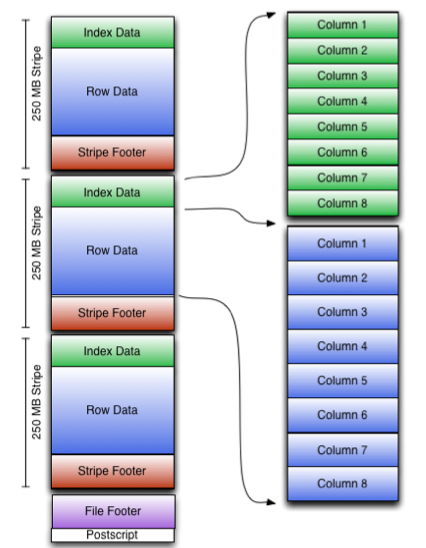 250 MB Stripe
Index Data
Row Data
Stripe Footer
250 MB Stripe
Index Data
Row Data
Stripe Footer
250 MB Stripe
Index Data
Row Data
Stripe Footer
File Footer
Postscript
Column 1
Column 2
Column 3
Column 4
Column 5
Column 6
Column 7
Column 8
Column 1
Column 2
Column 3
Column 4
Column 5
Column 6
Column 7
Column 8